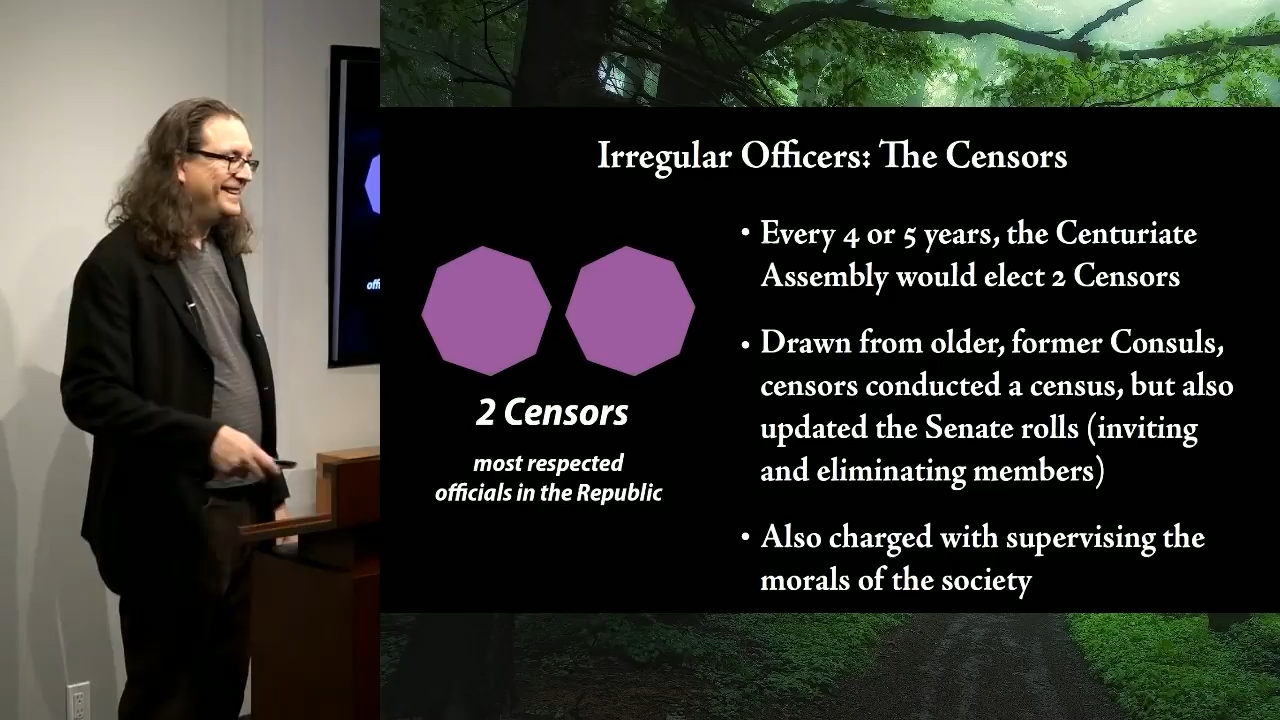 Irregular Officers: The Censors
• Every 4 or 5 years, the Centuriate
Assembly would elect 2 Censors
• Drawn from older, former Consuls,
censors conducted a census, but also
updated the Senate rolls (inviting
and eliminating members)
• Also charged with supervising the
morals of the society
2 Censors
most respected
officials in the Republic